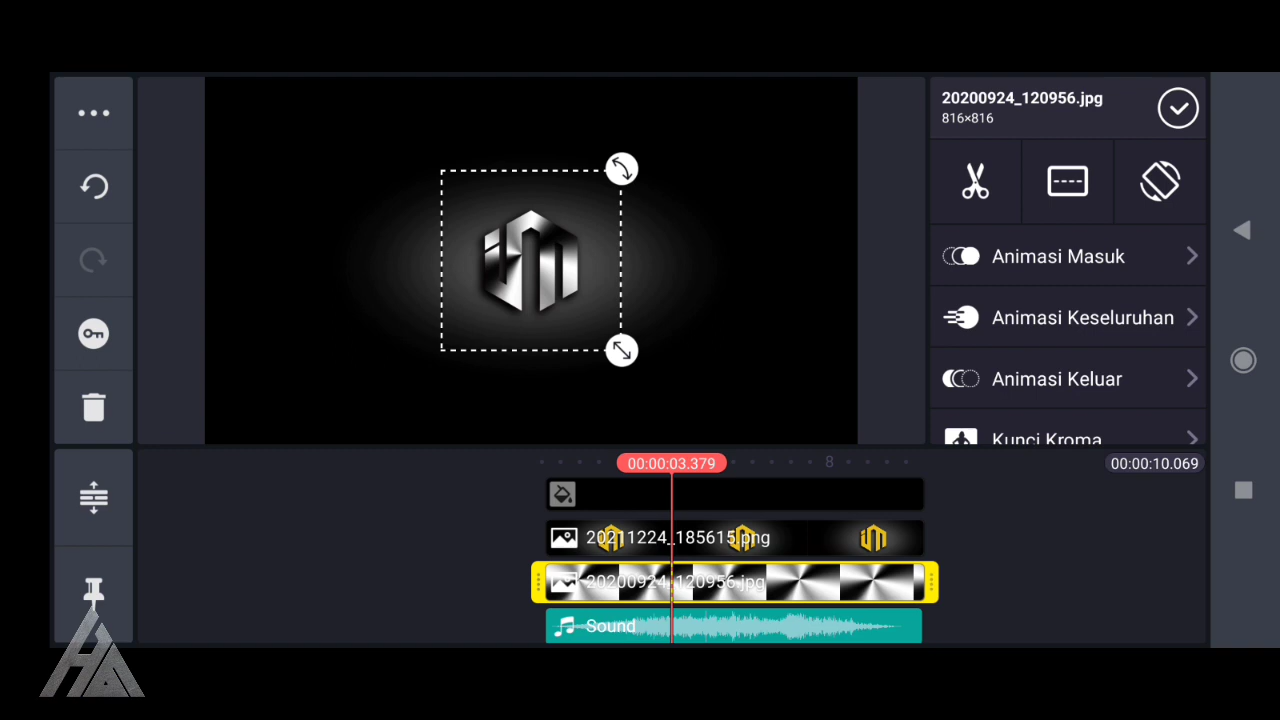 20200924_120956.jpg
816×816
Animasi Masuk
Animasi Keseluruhan
Animasi Keluar
Kunci Kroma
00:00:03.379
8
00:00:10.069
20211224_185615.png
20200924_120956.jpg
Sound